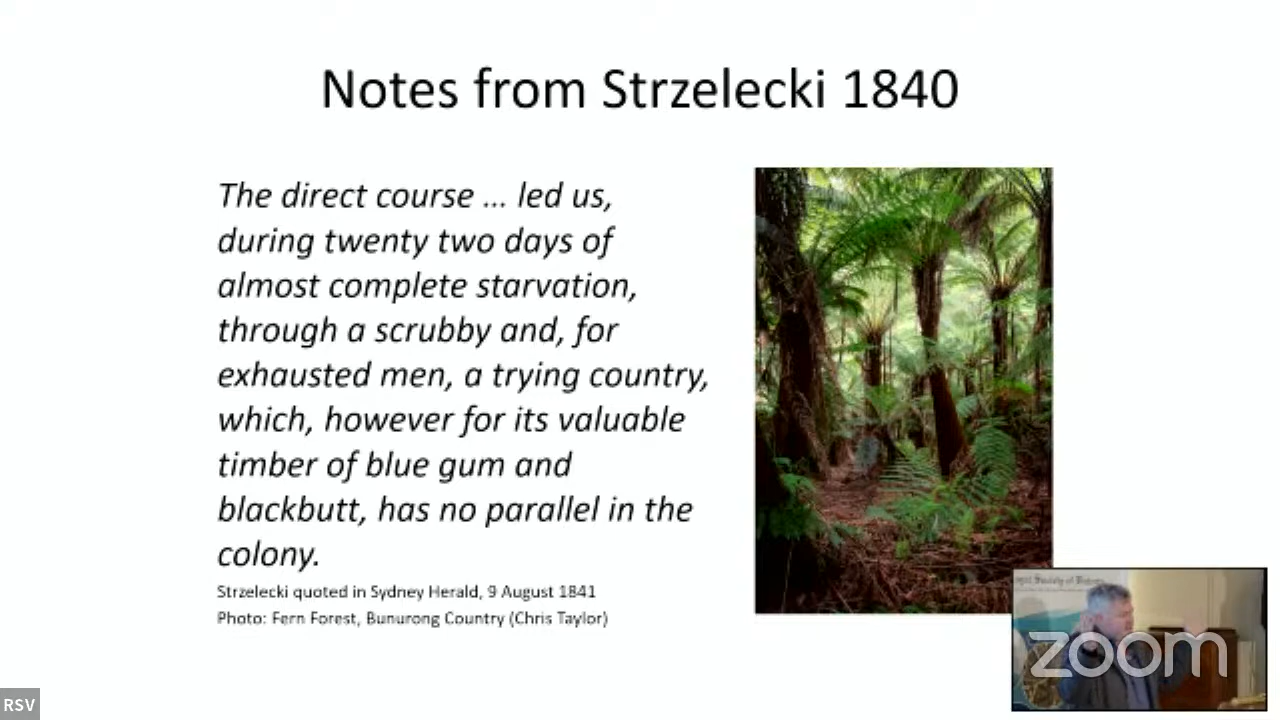 Notes from Strzelecki 1840
The direct course ... led us,
during twenty two days of
almost complete starvation,
through a scrubby and, for
exhausted men, a trying country,
which, however for its valuable
timber of blue gum and
blackbutt, has no parallel in the
colony.
Strzelecki quoted in Sydney Herald, 9 August 1841
Photo: Fern Forest, Bunurong Country (Chris Taylor)
Society of
zoom
RSV